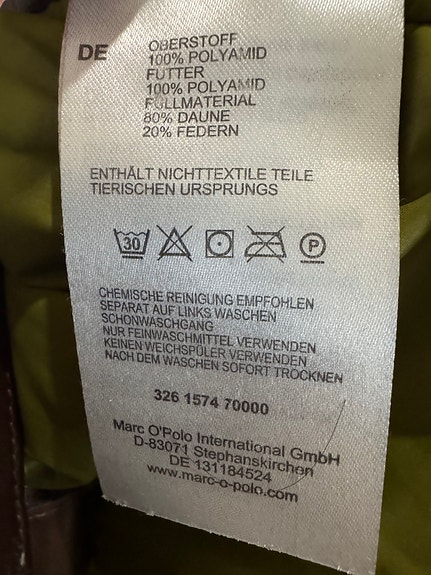 DE
OBERSTOFF
100% POLYAMID
FUTTER
100% POLYAMID
FÜLLMATERIAL
80% DAUNE
20% FEDERN
ENTHÄLT NICHTTEXTILE TEILE
TIERISCHEN URSPRUNGS
30 P
CHEMISCHE REINIGUNG EMPFOHLEN
SEPARAT AUF LINKS WASCHEN
SCHONWASCHGANG
NUR FEINWASCHMITTEL VERWENDEN
KEINEN WEICHSPÜLER VERWENDEN
NACH DEM WASCHEN SOFORT TROCKNEN
326 1574 70000
Marc O'Polo International GmbH
D-83071 Stephanskirchen
DE 131184524
www.marc-o-polo.com